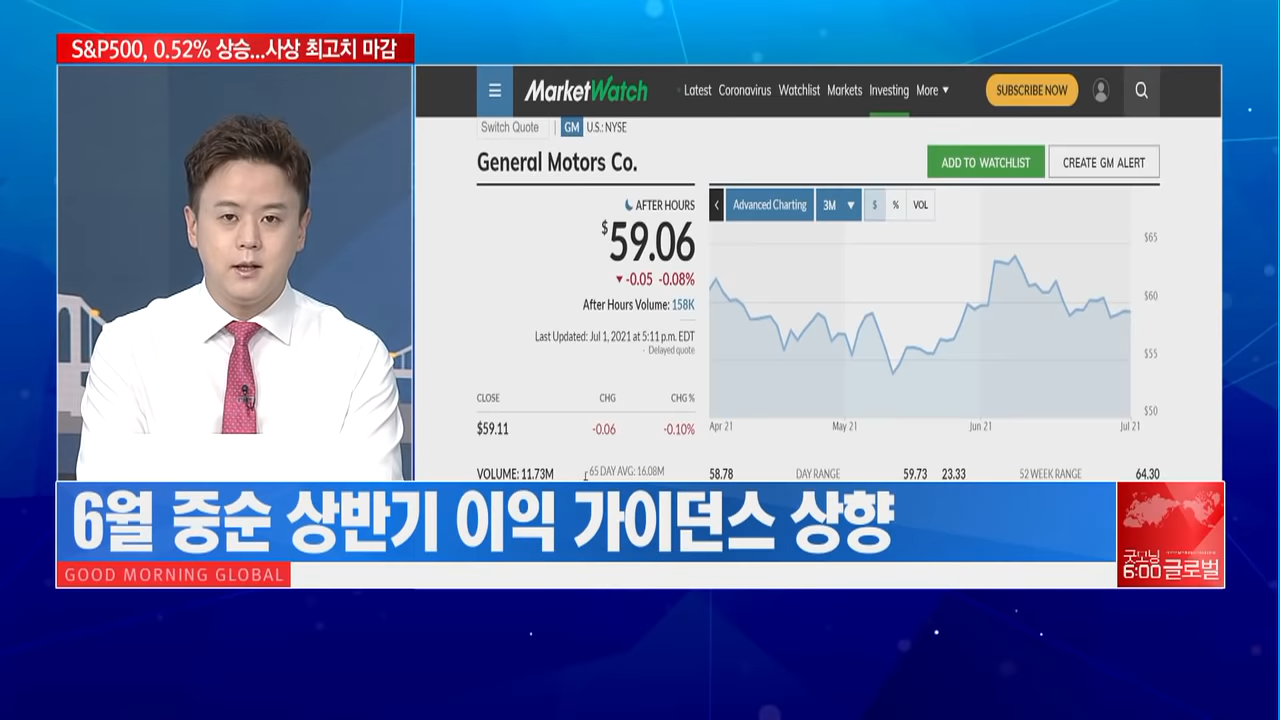 S&P500, 0.52% 상승...사상 최고치 마감
☰ MarketWatch Latest Coronavirus Watchlist Markets Investing More ▼ SUBSCRIBE NOW
Switch Quote | GM U.S.: NYSE
General Motors Co.
ADD TO WATCHLIST CREATE GM ALERT
AFTER HOURS
$59.06
▼ -0.05 -0.08%
After Hours Volume: 158K
Last Updated: Jul 1, 2021 at 5:11 p.m. EDT
- Delayed quote
CLOSE CHG CHG %
$59.11 -0.06 -0.10%
‹ Advanced Charting 3M ▼ $ % VOL
$65
$60
$55
$50
Apr 21 May 21 Jun 21 Jul 21
VOLUME: 11.73M 65 DAY AVG: 16.08M 58.78 DAY RANGE 59.73 23.33 52 WEEK RANGE 64.30
6월 중순 상반기 이익 가이던스 상향
GOOD MORNING GLOBAL
굿모닝
6:00 글로벌